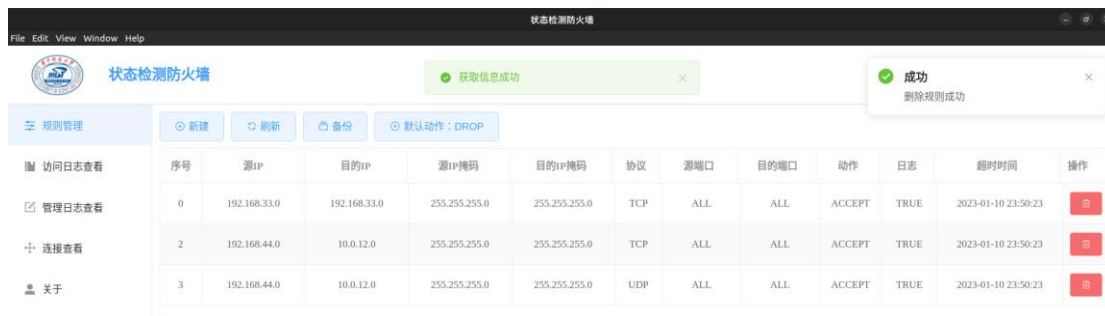 状态检测防火墙
File Edit View Window Help
状态检测防火墙
获取信息成功
成功
删除规则成功
规则管理
新建 刷新 备份 默认动作：DROP
访问日志查看
管理日志查看
连接查看
关于
序号 源IP 目的IP 源IP掩码 目的IP掩码 协议 源端口 目的端口 动作 日志 超时时间 操作
0 192.168.33.0 192.168.33.0 255.255.255.0 255.255.255.0 TCP ALL ALL ACCEPT TRUE 2023-01-10 23:50:23
2 192.168.44.0 10.0.12.0 255.255.255.0 255.255.255.0 TCP ALL ALL ACCEPT TRUE 2023-01-10 23:50:23
3 192.168.44.0 10.0.12.0 255.255.255.0 255.255.255.0 UDP ALL ALL ACCEPT TRUE 2023-01-10 23:50:23